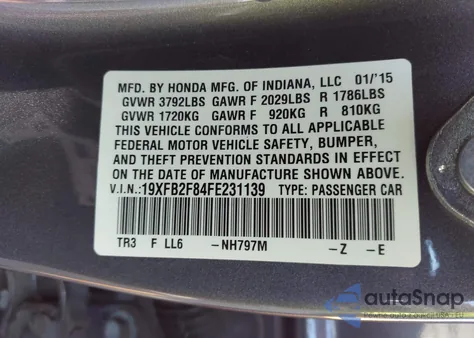 MFD. BY HONDA MFG. OF INDIANA, LLC 01/'15
GVWR 3792LBS GAWR F 2029LBS R 1786LBS
GVWR 1720KG GAWR F 920KG R 810KG
THIS VEHICLE CONFORMS TO ALL APPLICABLE
FEDERAL MOTOR VEHICLE SAFETY, BUMPER,
AND THEFT PREVENTION STANDARDS IN EFFECT
ON THE DATE OF MANUFACTURE SHOWN ABOVE.
V.I.N.:19XFB2F84FE231139 TYPE: PASSENGER CAR
TR3 F LL6 -NH797M -Z -E
autaSnap